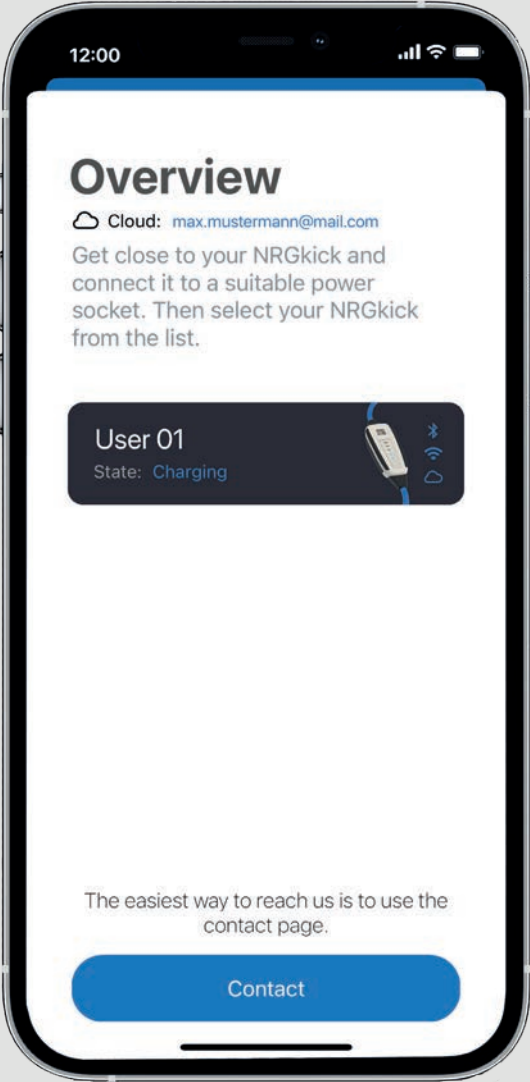 12:00
Overview
Cloud: max.mustermann@mail.com
Get close to your NRGkick and
connect it to a suitable power
socket. Then select your NRGkick
from the list.
User 01
State: Charging
The easiest way to reach us is to use the
contact page.
Contact